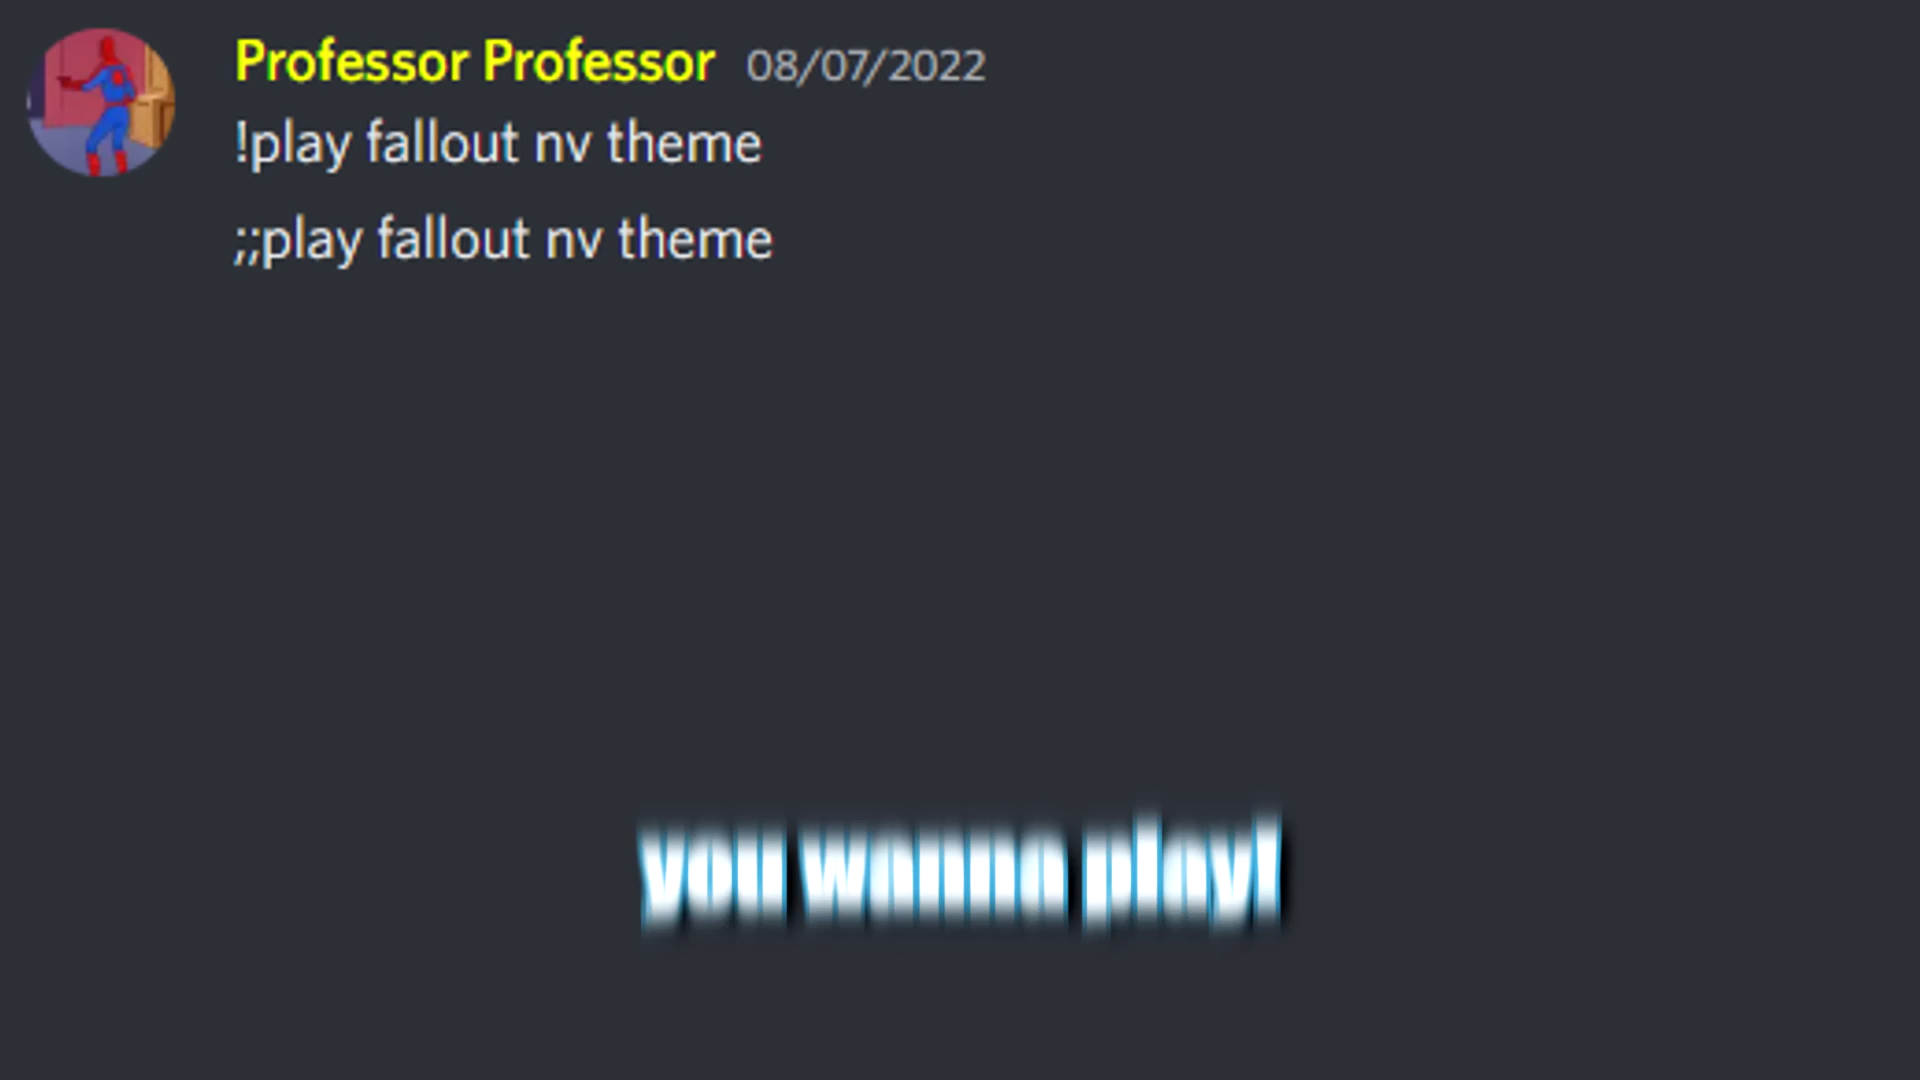 Professor Professor 08/07/2022
!play fallout nv theme
;;play fallout nv theme
you wanna play!